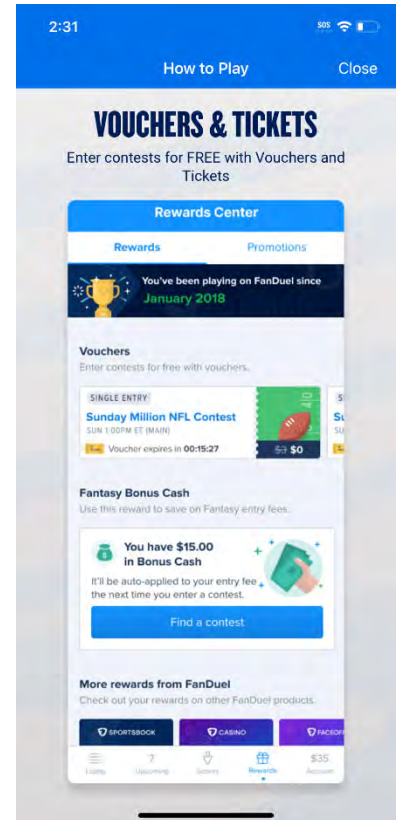 2:31
SOS
How to Play
Close
VOUCHERS & TICKETS
Enter contests for FREE with Vouchers and
Tickets
Rewards Center
Rewards
Promotions
You've been playing on FanDuel since
January 2018
Vouchers
Enter contests for free with vouchers.
SINGLE ENTRY
Sunday Million NFL Contest
SUN 1:00PM ET (MAIN)
Voucher expires in 00:15:27
$3 $0
Fantasy Bonus Cash
Use this reward to save on Fantasy entry fees.
You have $15.00
in Bonus Cash
It'll be auto-applied to your entry fee
the next time you enter a contest.
Find a contest
More rewards from FanDuel
Check out your rewards on other FanDuel products.
SPORTSBOOK
CASINO
FACEOF
7
$35
Lobby
Upcoming
Scores
Rewards
Account